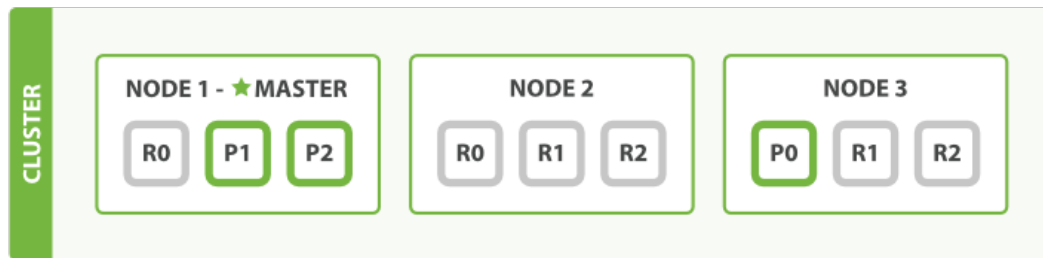 CLUSTER
NODE 1 - ★ MASTER
R0 P1 P2
NODE 2
R0 R1 R2
NODE 3
P0 R1 R2